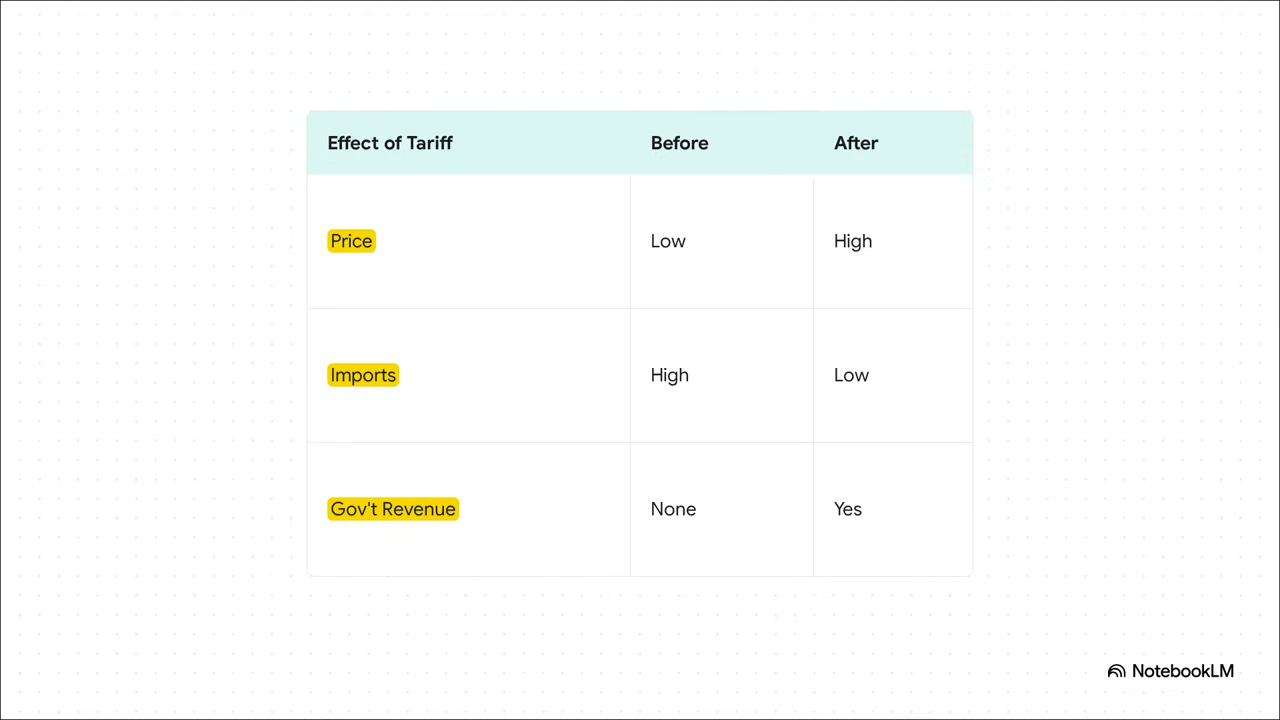 Effect of Tariff Before After
Price Low High
Imports High Low
Gov't Revenue None Yes
NotebookLM